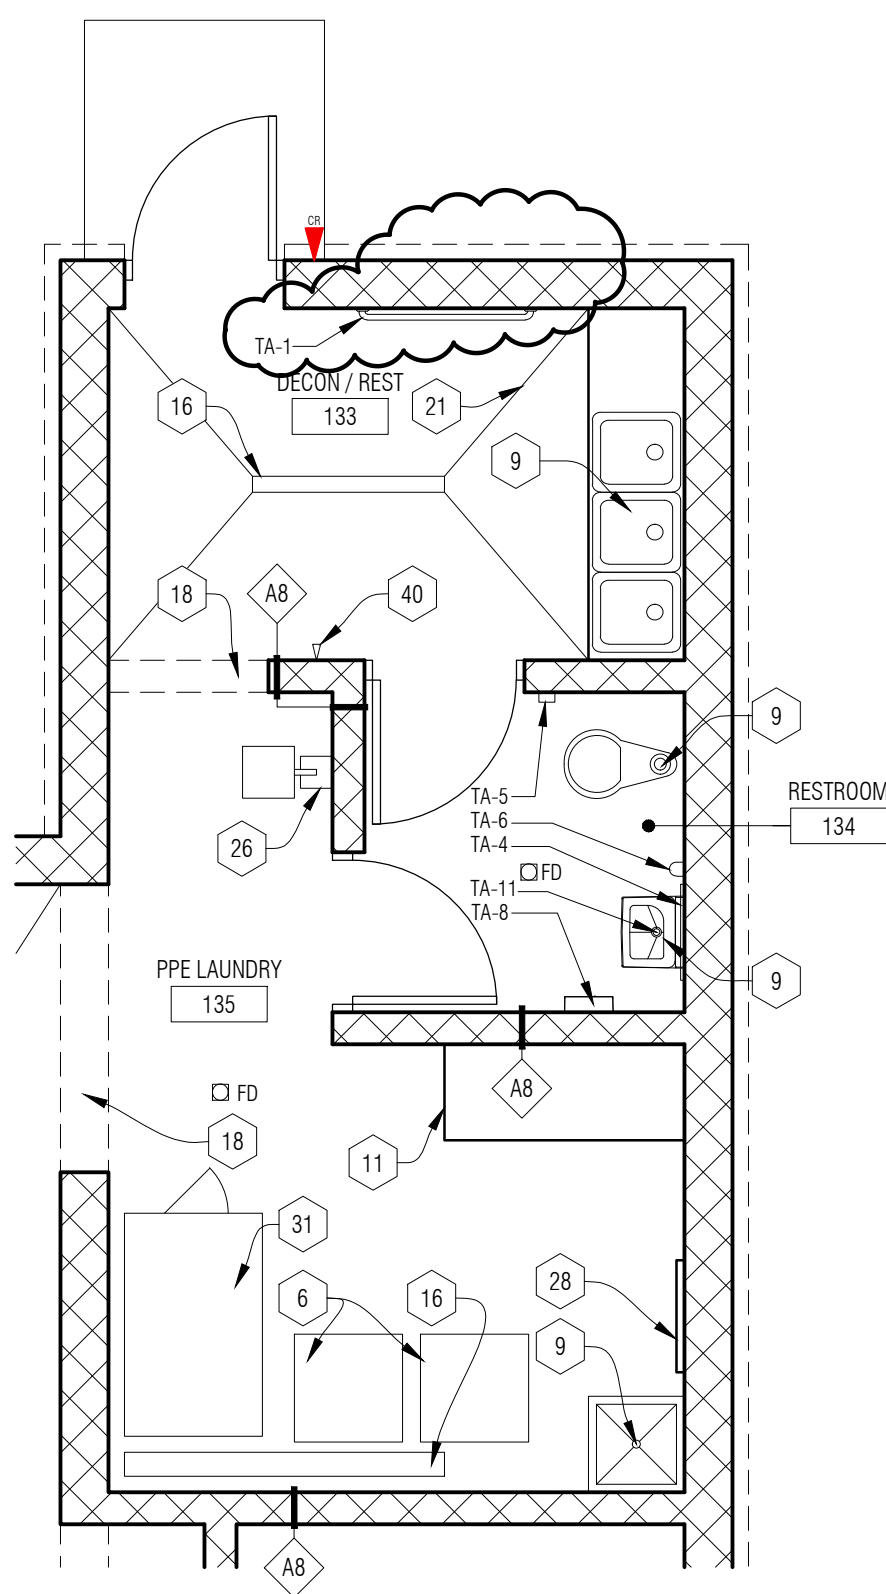 CR
TA-1
DECON / REST
133
16
21
9
18
A8
40
9
TA-5
TA-6
TA-4
RESTROOM
134
26
FD
TA-11
TA-8
PPE LAUNDRY
135
9
FD
A8
18
11
31
28
6
16
9
A8